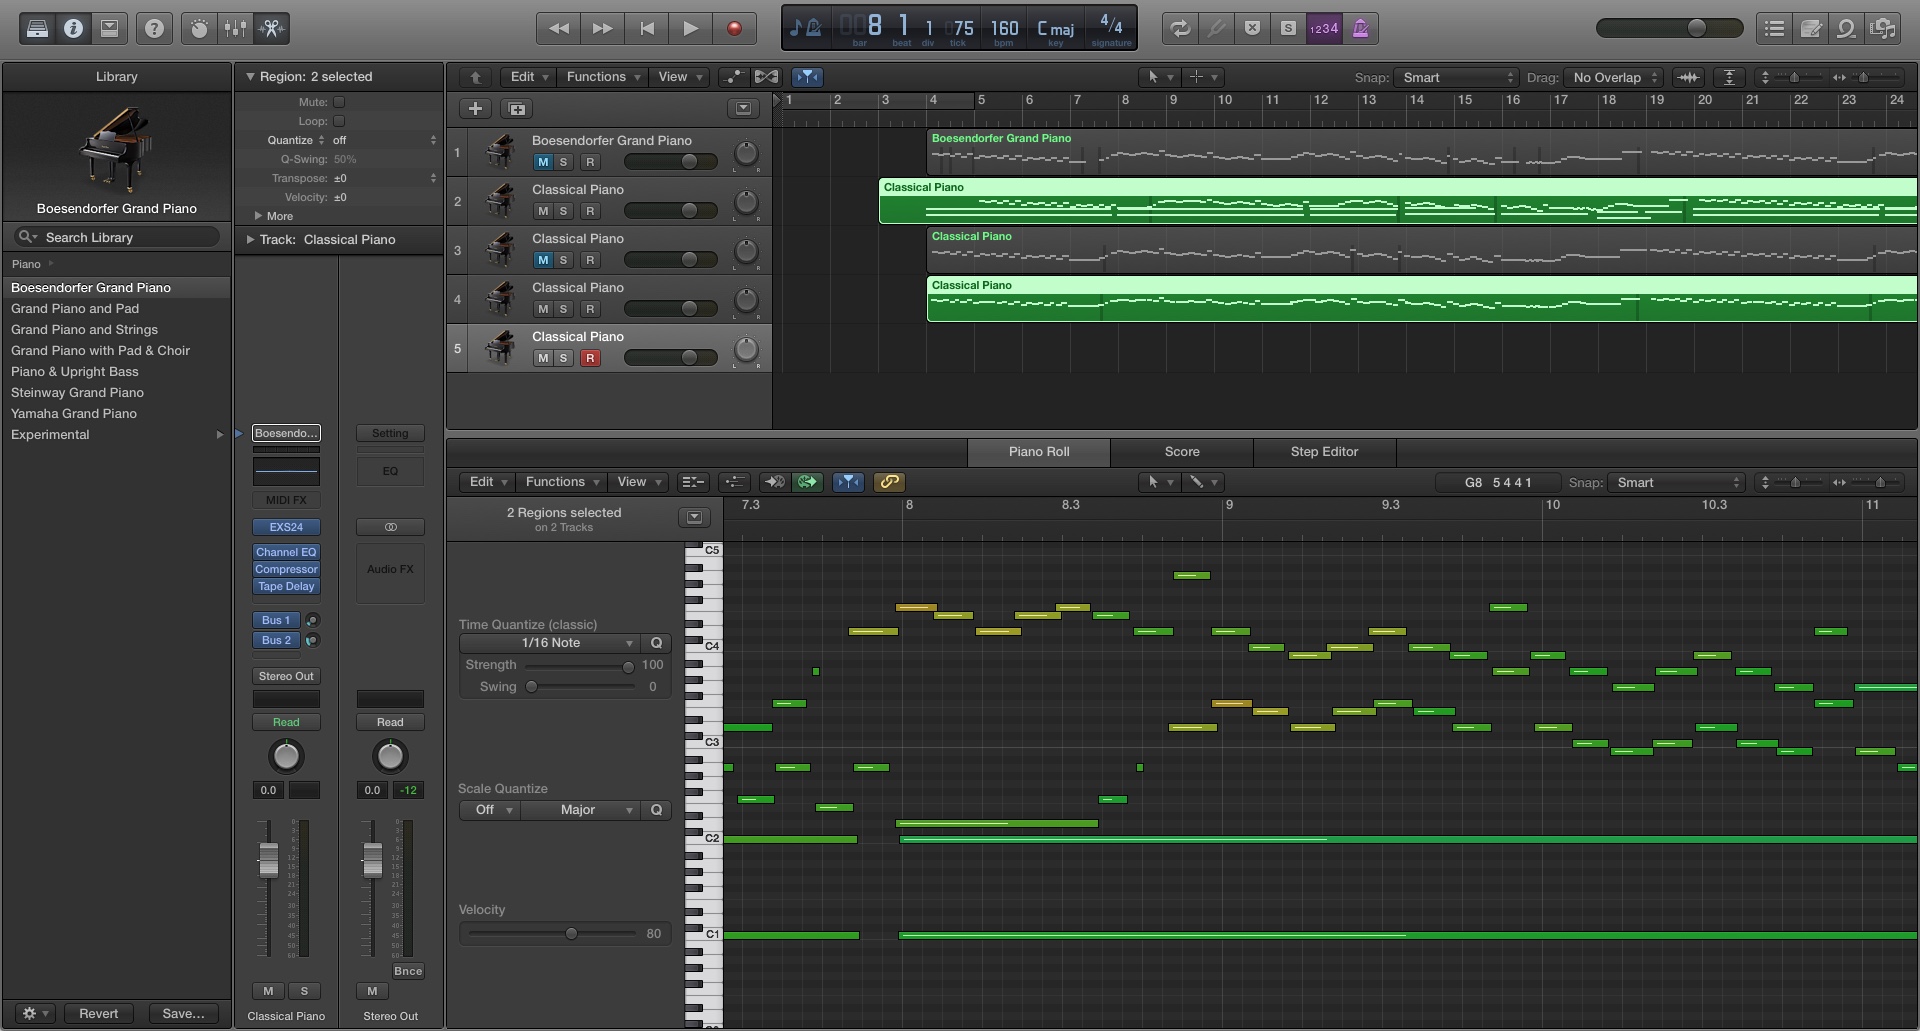 8 1 1 75 160 C maj 4/4
bar beat div tick bpm key signature
S 1234
Library
Region: 2 selected
Edit Functions View
Snap: Smart Drag: No Overlap
Mute:
Loop:
Quantize off
Q-Swing: 50%
Transpose: ±0
Velocity: ±0
More
Track: Classical Piano
1 2 3 4 5 6 7 8 9 10 11 12 13 14 15 16 17 18 19 20 21 22 23 24
Boesendorfer Grand Piano
Search Library
Piano
Boesendorfer Grand Piano
Grand Piano and Pad
Grand Piano and Strings
Grand Piano with Pad & Choir
Piano & Upright Bass
Steinway Grand Piano
Yamaha Grand Piano
Experimental
1 Boesendorfer Grand Piano
M S R
L R
Boesendorfer Grand Piano
2 Classical Piano
M S R
L R
Classical Piano
3 Classical Piano
M S R
L R
Classical Piano
4 Classical Piano
M S R
L R
Classical Piano
5 Classical Piano
M S R
L R
Boesendo...
MIDI FX
EXS24
Channel EQ
Compressor
Tape Delay
Bus 1
Bus 2
Stereo Out
Read
0.0
M S
Classical Piano
Setting
EQ
Audio FX
Read
0.0 -12
Bnce
M
Stereo Out
Revert Save...
Piano Roll Score Step Editor
Edit Functions View
G8 5 4 4 1 Snap: Smart
2 Regions selected
on 2 Tracks
7.3 8 8.3 9 9.3 10 10.3 11
Time Quantize (classic)
1/16 Note Q
Strength 100
Swing 0
Scale Quantize
Off Major Q
Velocity
80
C5
C4
C3
C2
C1